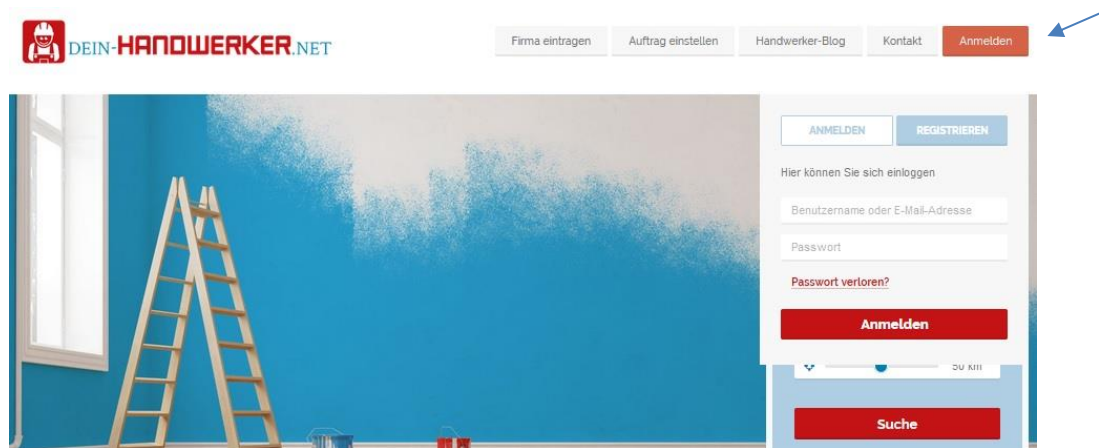 DEIN-HANDWERKER.NET
Firma eintragen
Auftrag einstellen
Handwerker-Blog
Kontakt
Anmelden
ANMELDEN
REGISTRIEREN
Hier können Sie sich einloggen
Benutzername oder E-Mail-Adresse
Passwort
Passwort verloren?
Anmelden
50 km
Suche